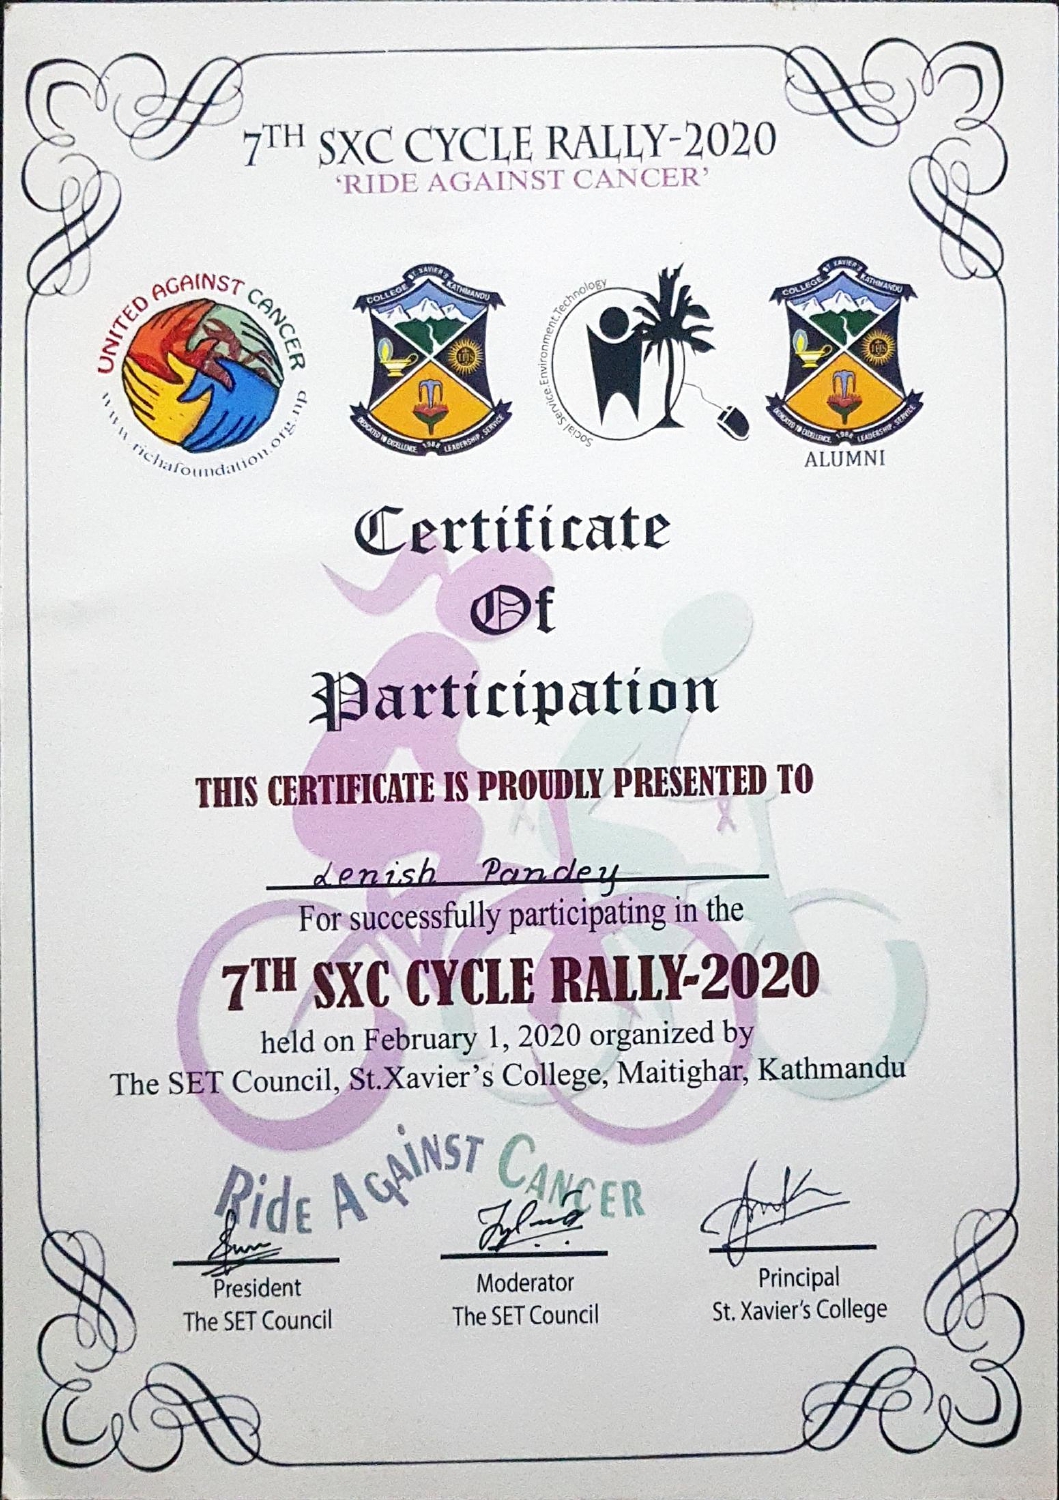 7TH SXC CYCLE RALLY-2020
‘RIDE AGAINST CANCER’
UNITED AGAINST CANCER
www.richafoundation.org.np
ST. XAVIER'S
COLLEGE KATHMANDU
IHS
DEDICATED TO EXCELLENCE, 1988 LEADERSHIP, SERVICE
Social Service.Environment.Technology
ST. XAVIER'S
COLLEGE KATHMANDU
IHS
DEDICATED TO EXCELLENCE, 1988 LEADERSHIP, SERVICE
ALUMNI
Certificate
Of
Participation
THIS CERTIFICATE IS PROUDLY PRESENTED TO
Lenish Pandey
For successfully participating in the
7TH SXC CYCLE RALLY-2020
held on February 1, 2020 organized by
The SET Council, St.Xavier’s College, Maitighar, Kathmandu
Ride AgAiNST CANCER
President Moderator Principal
The SET Council The SET Council St. Xavier’s College